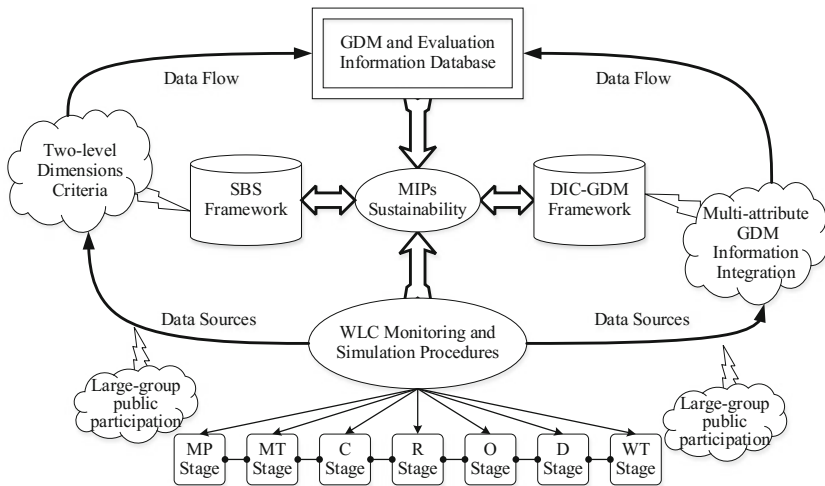 GDM and Evaluation
Information Database
Data Flow
Data Flow
Two-level
Dimensions
Criteria
SBS
Framework
MIPs
Sustainability
DIC-GDM
Framework
Multi-attribute
GDM
Information
Integration
Data Sources
Data Sources
WLC Monitoring and
Simulation Procedures
Large-group
public
participation
Large-group
public
participation
MP
Stage
MT
Stage
C
Stage
R
Stage
O
Stage
D
Stage
WT
Stage